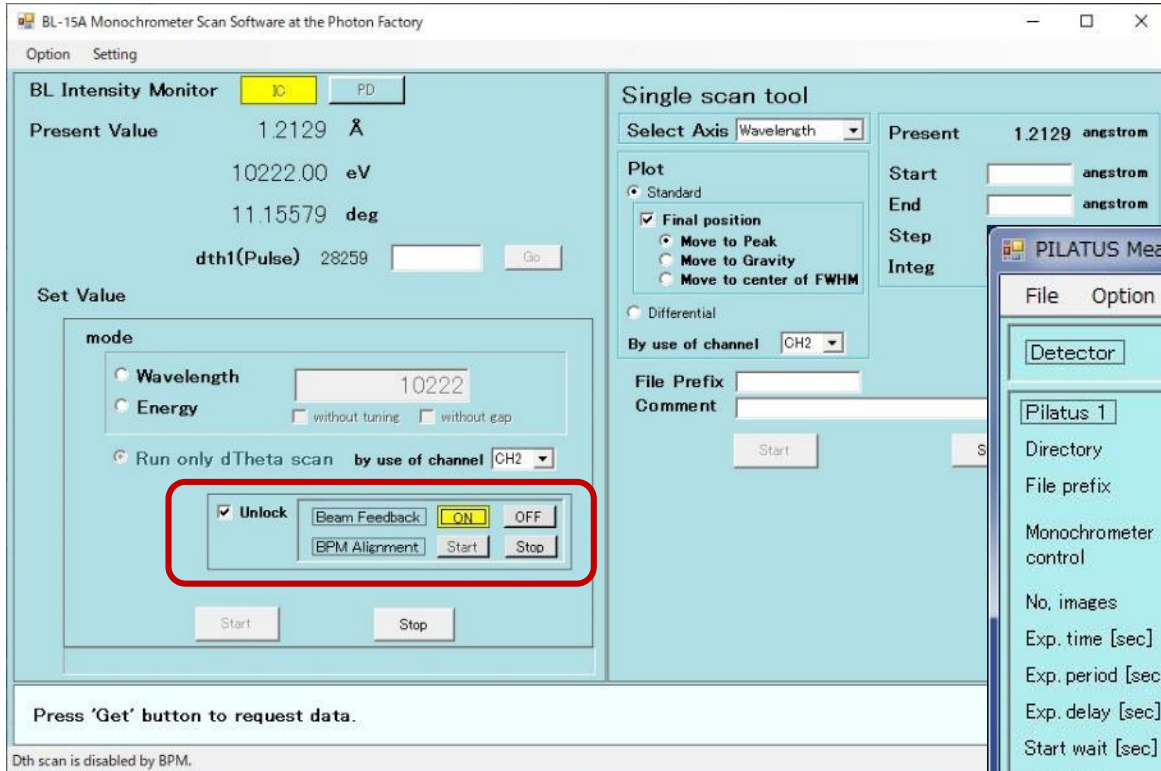 BL-15A Monochrometer Scan Software at the Photon Factory
Option Setting
BL Intensity Monitor IC PD
Present Value 1.2129 Å
10222.00 eV
11.15579 deg
dth1(Pulse) 28259 Go
Set Value
mode
Wavelength
10222
Energy
without tuning without gap
Run only dTheta scan by use of channel CH2
Unlock Beam Feedback ON OFF
BPM Alignment Start Stop
Start Stop
Single scan tool
Select Axis Wavelength
Plot
Standard
Final position
Move to Peak
Move to Gravity
Move to center of FWHM
Differential
By use of channel CH2
Present 1.2129 angstrom
Start angstrom
End angstrom
Step
Integ
File Prefix
Comment
Start S
Press 'Get' button to request data.
Dth scan is disabled by BPM.
PILATUS Mea
File Option
Detector
Pilatus 1
Directory
File prefix
Monochrometer
control
No, images
Exp. time [sec]
Exp. period [sec
Exp. delay [sec]
Start wait [sec]